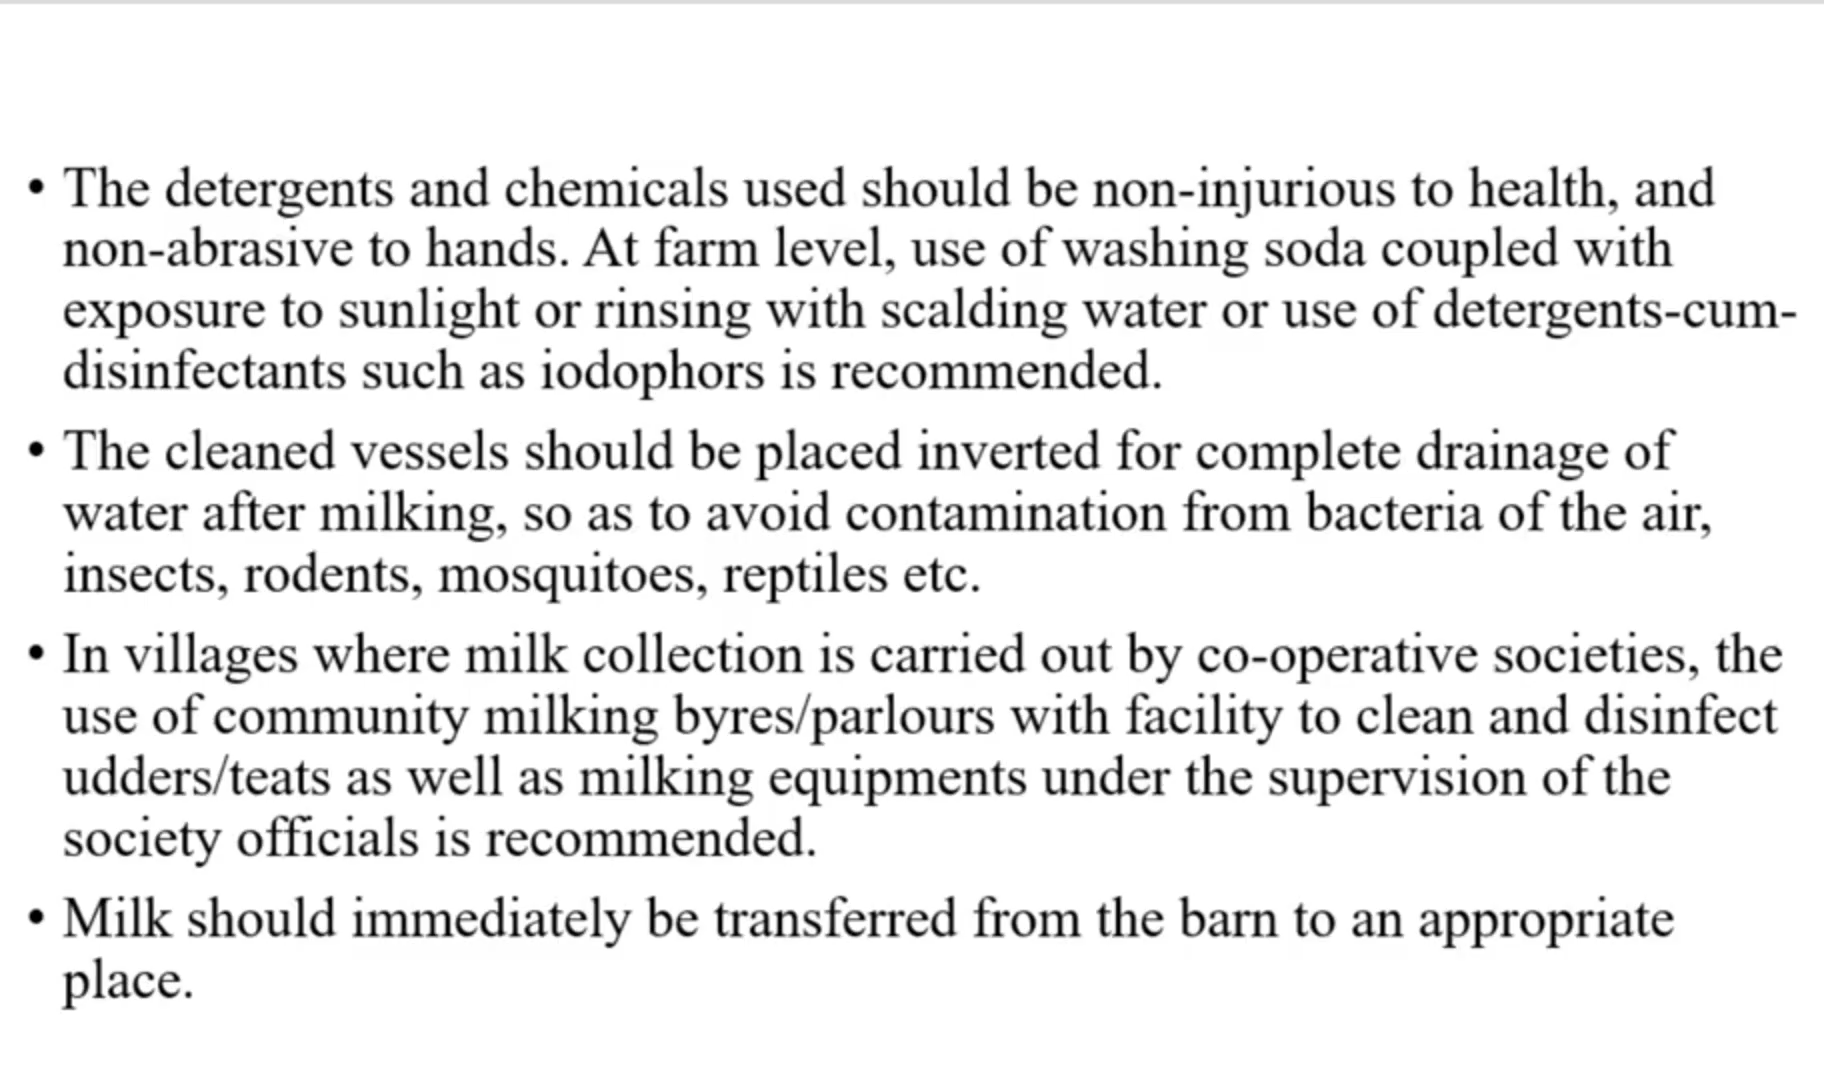 • The detergents and chemicals used should be non-injurious to health, and
non-abrasive to hands. At farm level, use of washing soda coupled with
exposure to sunlight or rinsing with scalding water or use of detergents-cum-
disinfectants such as iodophors is recommended.
• The cleaned vessels should be placed inverted for complete drainage of
water after milking, so as to avoid contamination from bacteria of the air,
insects, rodents, mosquitoes, reptiles etc.
• In villages where milk collection is carried out by co-operative societies, the
use of community milking byres/parlours with facility to clean and disinfect
udders/teats as well as milking equipments under the supervision of the
society officials is recommended.
• Milk should immediately be transferred from the barn to an appropriate
place.